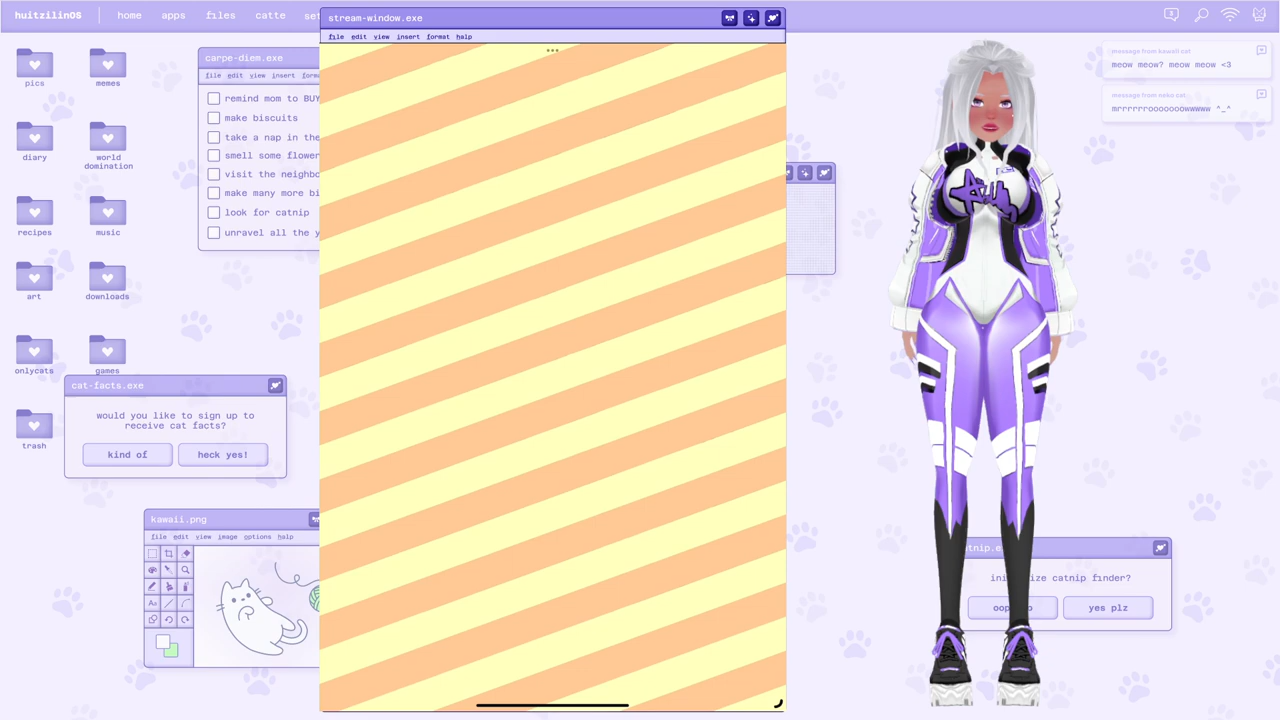 huitzilinOS
home apps files catte
stream-window.exe
file edit view insert format halp
pics
memes
diary
world
domination
recipes
music
art
downloads
onlycats
games
trash
carpe-diem.exe
file edit view insert
remind mom to BUY
make biscuits
take a nap in the
smell some flower
visit the neighbo
make many more bi
look for catnip
unravel all the y
cat-facts.exe
would you like to sign up to
receive cat facts?
kind of
heck yes!
kawaii.png
file edit view image options halp
Aa
message from kawaii cat
meow meow? meow meow <3
message from neko cat
mrrrrrrooooooowwwww ^_^
finder?
yes plz